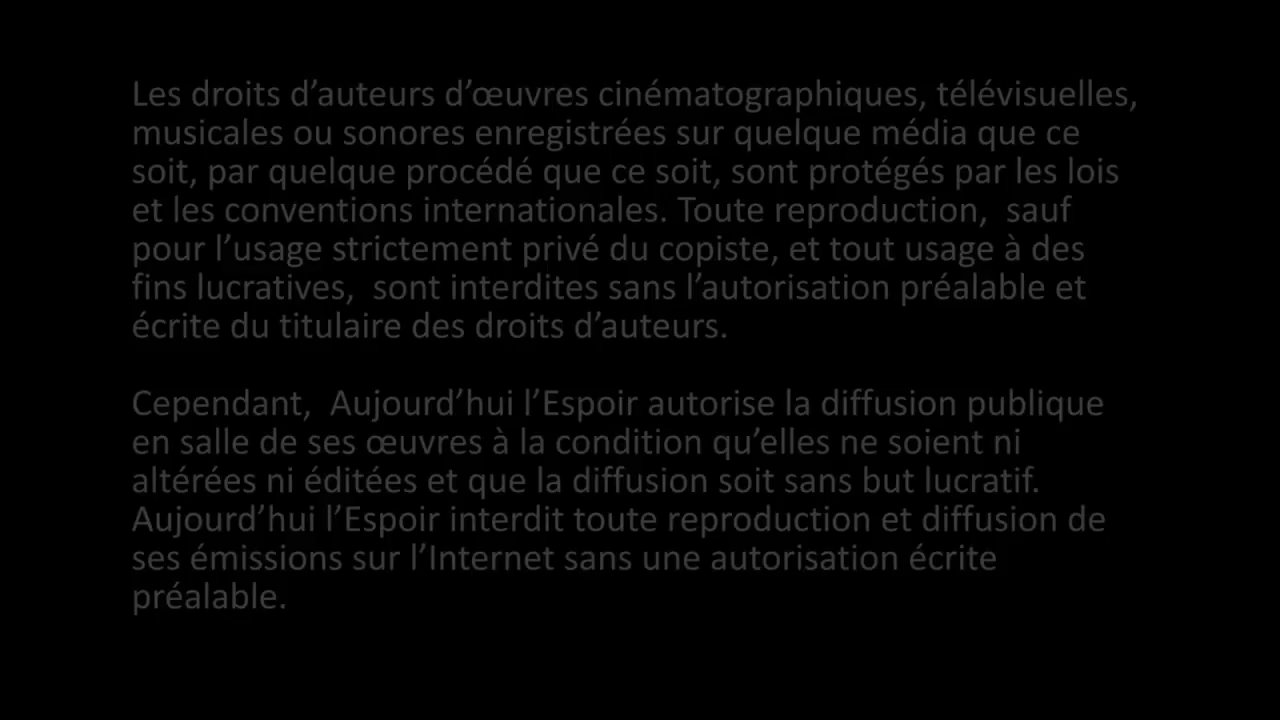 Les droits d’auteurs d’œuvres cinématographiques, télévisuelles,
musicales ou sonores enregistrées sur quelque média que ce
soit, par quelque procédé que ce soit, sont protégés par les lois
et les conventions internationales. Toute reproduction,  sauf
pour l’usage strictement privé du copiste, et tout usage à des
fins lucratives,  sont interdites sans l’autorisation préalable et
écrite du titulaire des droits d’auteurs.
Cependant,  Aujourd’hui l’Espoir autorise la diffusion publique
en salle de ses œuvres à la condition qu’elles ne soient ni
altérées ni éditées et que la diffusion soit sans but lucratif.
Aujourd’hui l’Espoir interdit toute reproduction et diffusion de
ses émissions sur l’Internet sans une autorisation écrite
préalable.